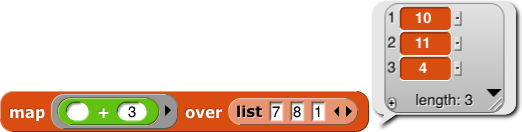 1 10
2 11
3 4
length: 3
map + 3 over list 7 8 1